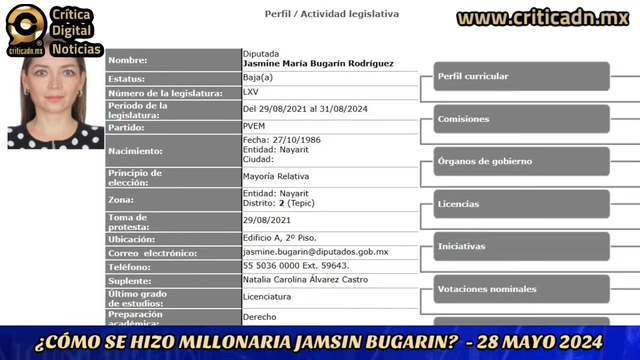 Crítica
Digital
Noticias
criticadn.mx
www.criticadn.mx
Perfil / Actividad legislativa
Nombre:
Diputada
Jasmine María Bugarín Rodríguez
Estatus:
Baja(a)
Número de la legislatura:
LXV
Periodo de la
legislatura:
Del 29/08/2021 al 31/08/2024
Partido:
PVEM
Nacimiento:
Fecha: 27/10/1986
Entidad: Nayarit
Ciudad:
Principio de
elección:
Mayoría Relativa
Zona:
Entidad: Nayarit
Distrito: 2 (Tepic)
Toma de
protesta:
29/08/2021
Ubicación:
Edificio A, 2º Piso.
Correo electrónico:
jasmine.bugarin@diputados.gob.mx
Teléfono:
55 5036 0000 Ext. 59643.
Suplente:
Natalia Carolina Álvarez Castro
Último grado
de estudios:
Licenciatura
Preparación
académica:
Derecho
Perfil curricular
Comisiones
Órganos de gobierno
Licencias
Iniciativas
Votaciones nominales
¿CÓMO SE HIZO MILLONARIA JAMSIN BUGARIN? - 28 MAYO 2024